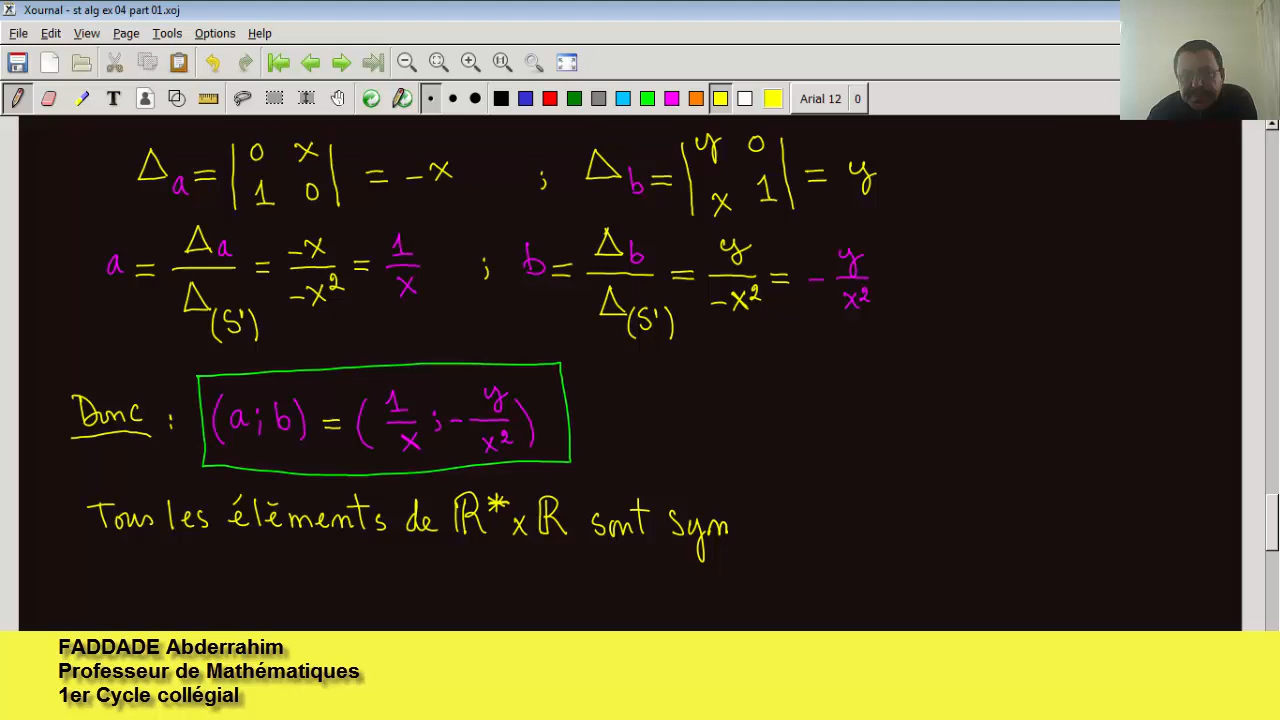 Xournal - st alg ex 04 part 01.xoj
File Edit View Page Tools Options Help
Arial 12 0
Δa = |0 x| = -x ; Δb = |y 0| = y
|1 0| |x 1|
a = Δa/Δ(S') = -x/-x² = 1/x ; b = Δb/Δ(S') = y/-x² = - y/x²
Donc : (a ; b) = ( 1/x ; - y/x² )
Tous les éléments de ℝ* x ℝ sont sym
FADDADE Abderrahim
Professeur de Mathématiques
1er Cycle collégial